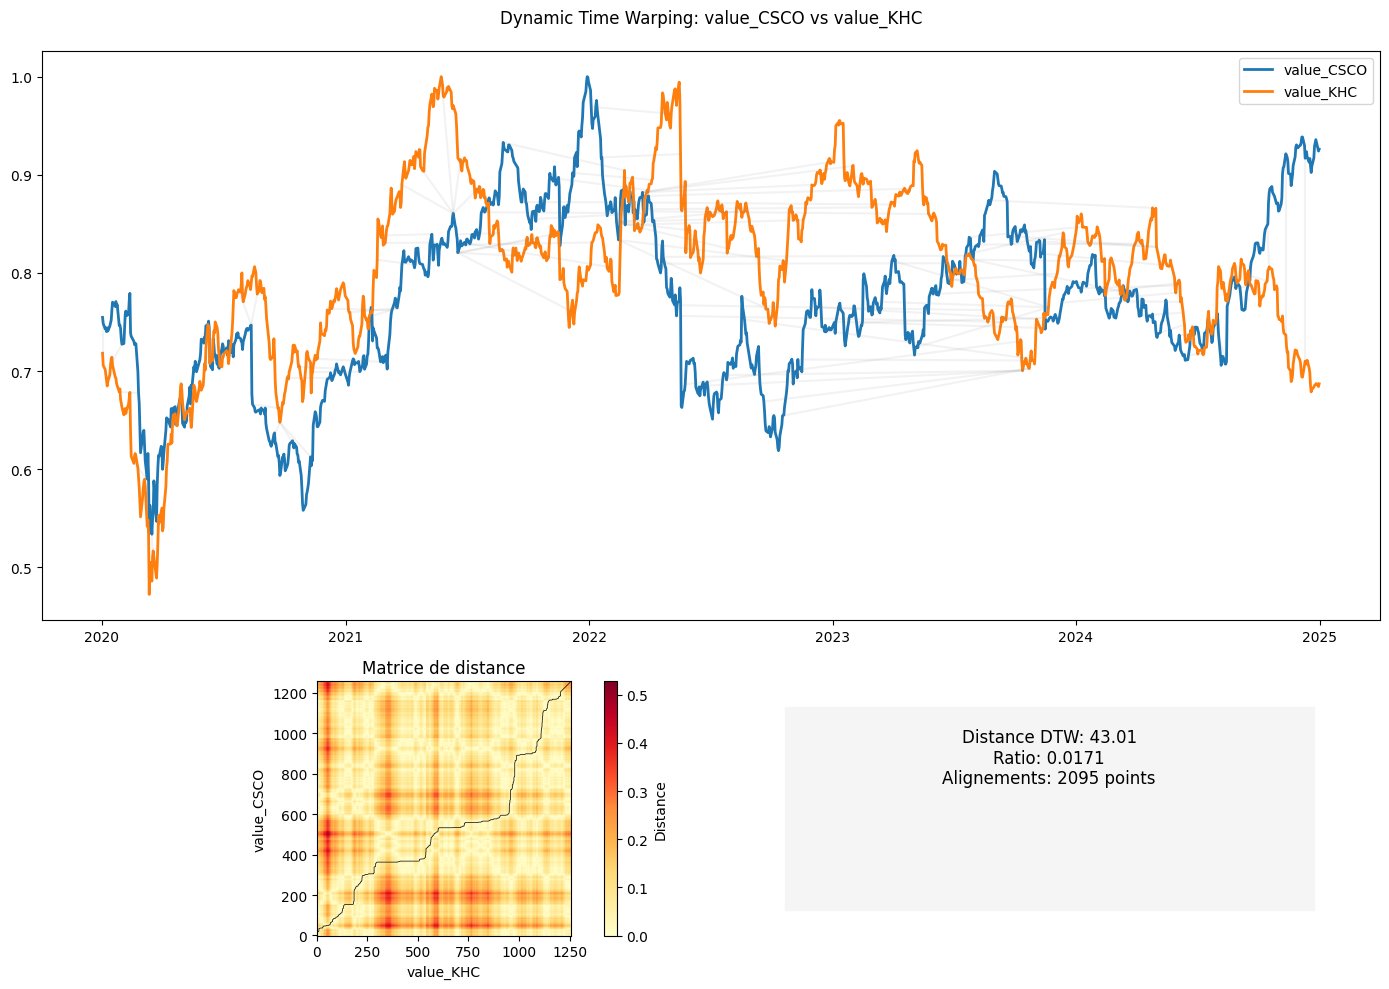 Dynamic Time Warping: value_CSCO vs value_KHC
value_CSCO
value_KHC
1.0
0.9
0.8
0.7
0.6
0.5
2020 2021 2022 2023 2024 2025
Matrice de distance
1200
1000
800
600
400
200
0
value_CSCO
0 250 500 750 1000 1250
value_KHC
0.5
0.4
0.3
0.2
0.1
0.0
Distance
Distance DTW: 43.01
Ratio: 0.0171
Alignements: 2095 points